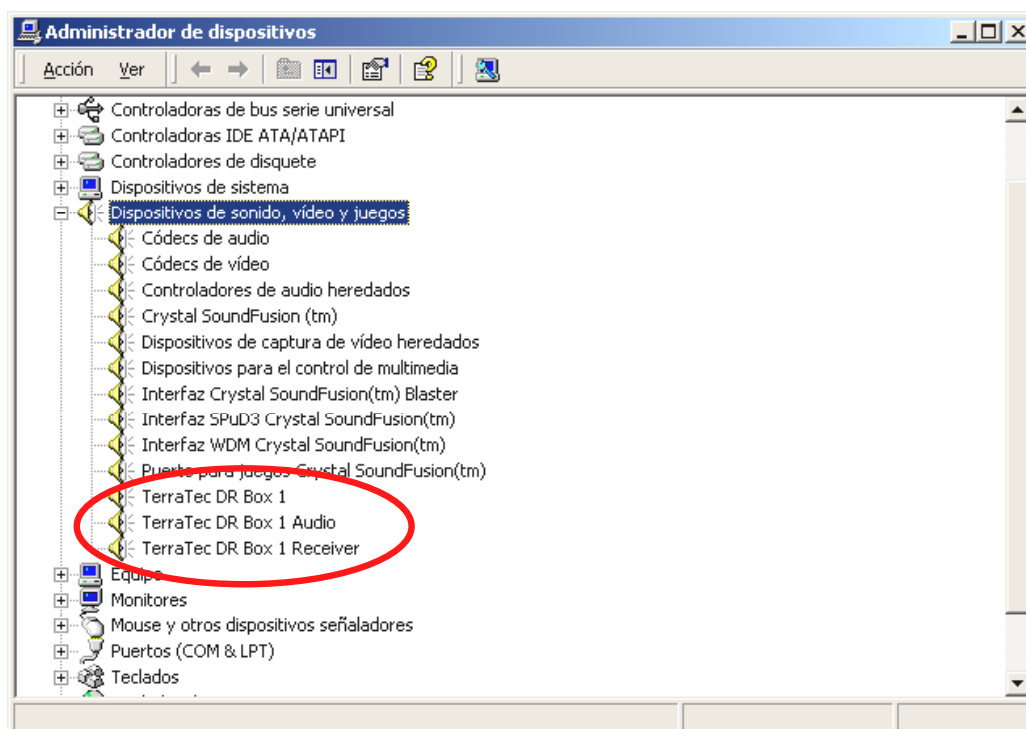 Administrador de dispositivos
Acción Ver
Controladoras de bus serie universal
Controladoras IDE ATA/ATAPI
Controladores de disquete
Dispositivos de sistema
Dispositivos de sonido, vídeo y juegos
Códecs de audio
Códecs de vídeo
Controladores de audio heredados
Crystal SoundFusion (tm)
Dispositivos de captura de vídeo heredados
Dispositivos para el control de multimedia
Interfaz Crystal SoundFusion(tm) Blaster
Interfaz SPuD3 Crystal SoundFusion(tm)
Interfaz WDM Crystal SoundFusion(tm)
Puerto para juegos Crystal SoundFusion(tm)
TerraTec DR Box 1
TerraTec DR Box 1 Audio
TerraTec DR Box 1 Receiver
Equipo
Monitores
Mouse y otros dispositivos señaladores
Puertos (COM & LPT)
Teclados